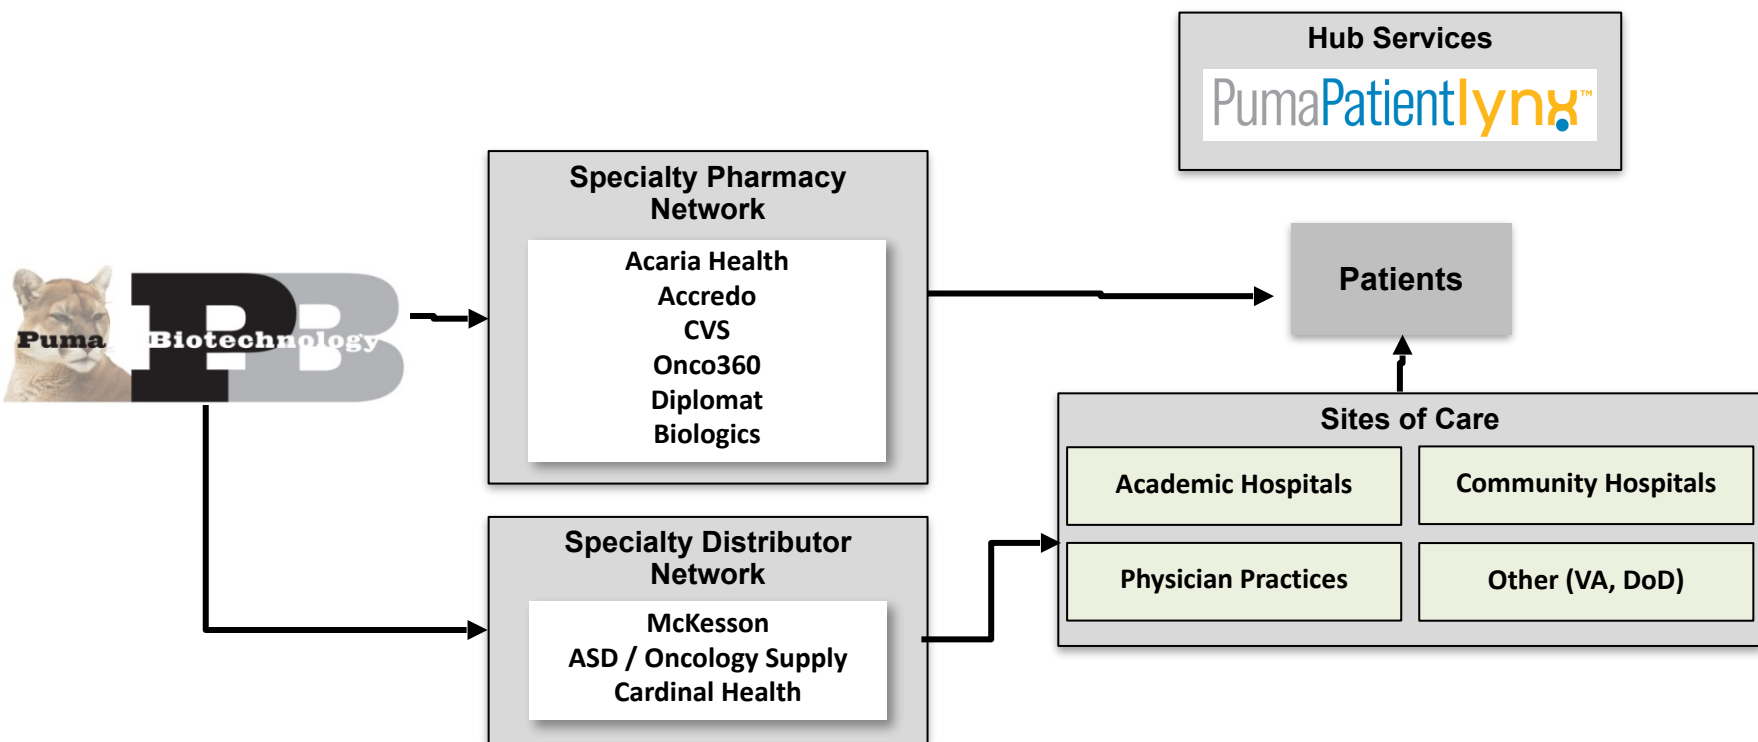 Hub Services
PumaPatientlynx™
Specialty Pharmacy
Network
Acaria Health
Accredo
CVS
Onco360
Diplomat
Biologics
Patients
PB
Puma Biotechnology
Sites of Care
Academic Hospitals
Community Hospitals
Physician Practices
Other (VA, DoD)
Specialty Distributor
Network
McKesson
ASD / Oncology Supply
Cardinal Health